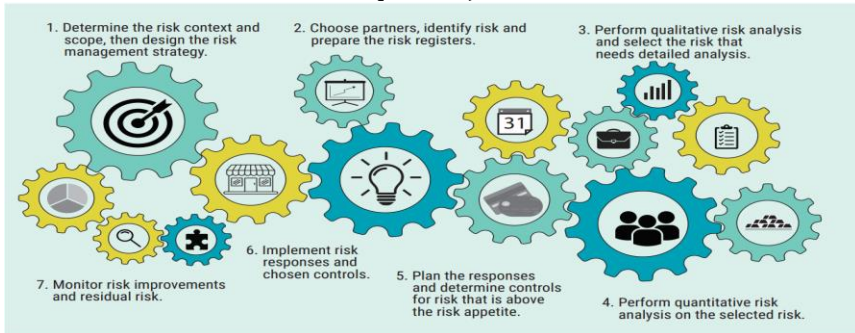 1. Determine the risk context and
scope, then design the risk
management strategy.
2. Choose partners, identify risk and
prepare the risk registers.
3. Perform qualitative risk analysis
and select the risk that
needs detailed analysis.
31
6. Implement risk
responses and
chosen controls.
5. Plan the responses
and determine controls
for risk that is above
the risk appetite.
7. Monitor risk improvements
and residual risk.
4. Perform quantitative risk
analysis on the selected risk.